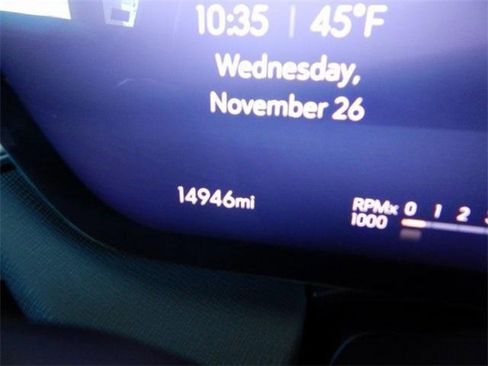 10:35 | 45°F
Wednesday,
November 26
14946mi
RPMx 0 1 2
1000